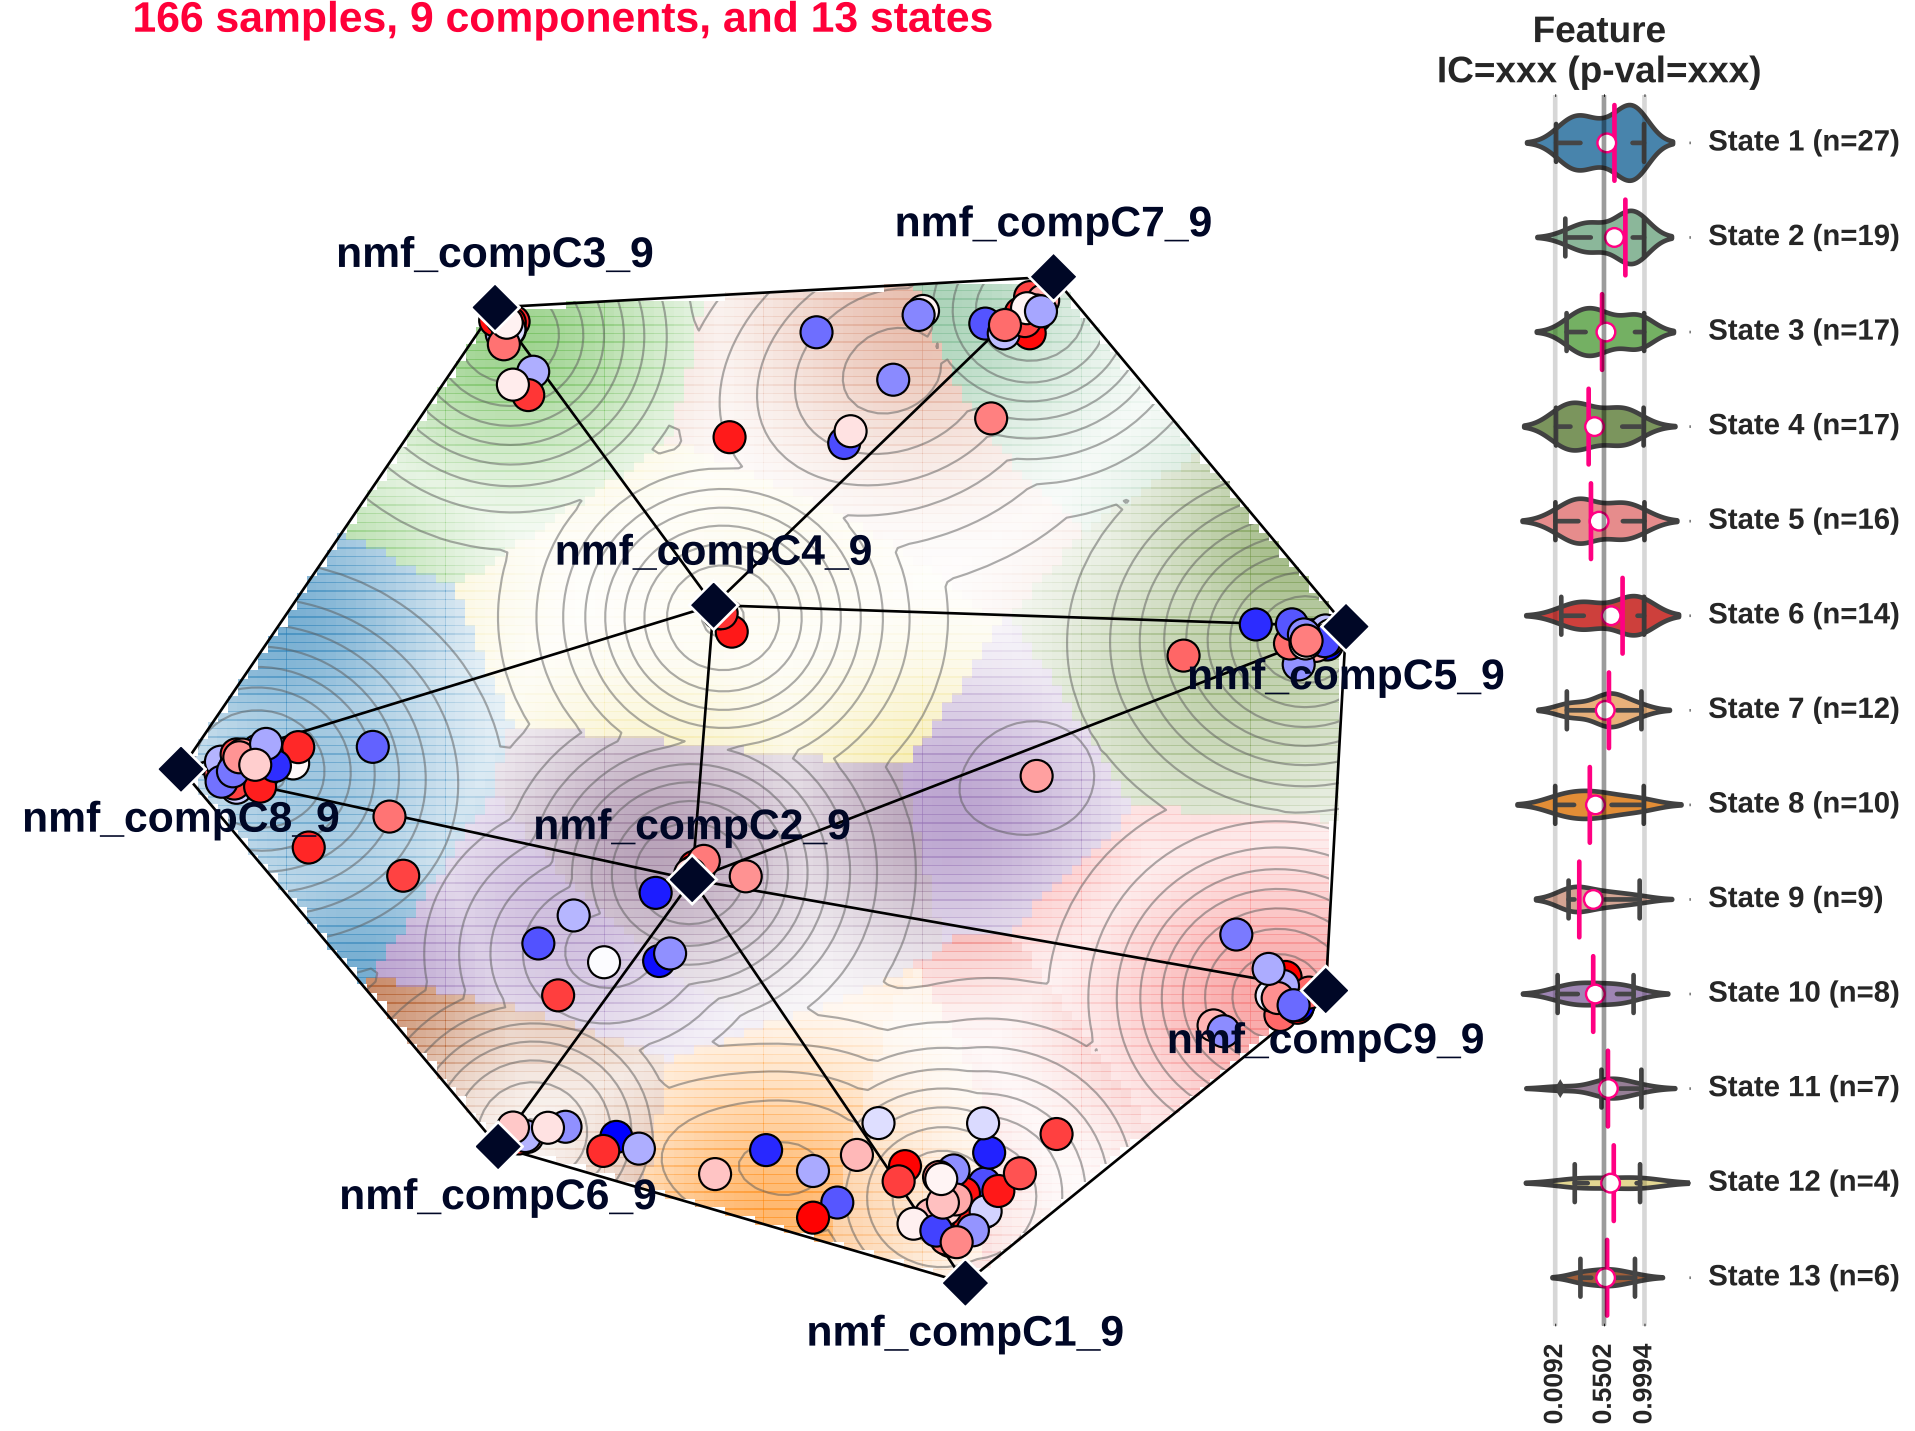 166 samples, 9 components, and 13 states
Feature
IC=xxx (p-val=xxx)
nmf_compC7_9
nmf_compC3_9
nmf_compC4_9
nmf_compC5_9
nmf_compC8_9
nmf_compC2_9
nmf_compC9_9
nmf_compC6_9
nmf_compC1_9
State 1 (n=27)
State 2 (n=19)
State 3 (n=17)
State 4 (n=17)
State 5 (n=16)
State 6 (n=14)
State 7 (n=12)
State 8 (n=10)
State 9 (n=9)
State 10 (n=8)
State 11 (n=7)
State 12 (n=4)
State 13 (n=6)
0.0092
0.5502
0.9994